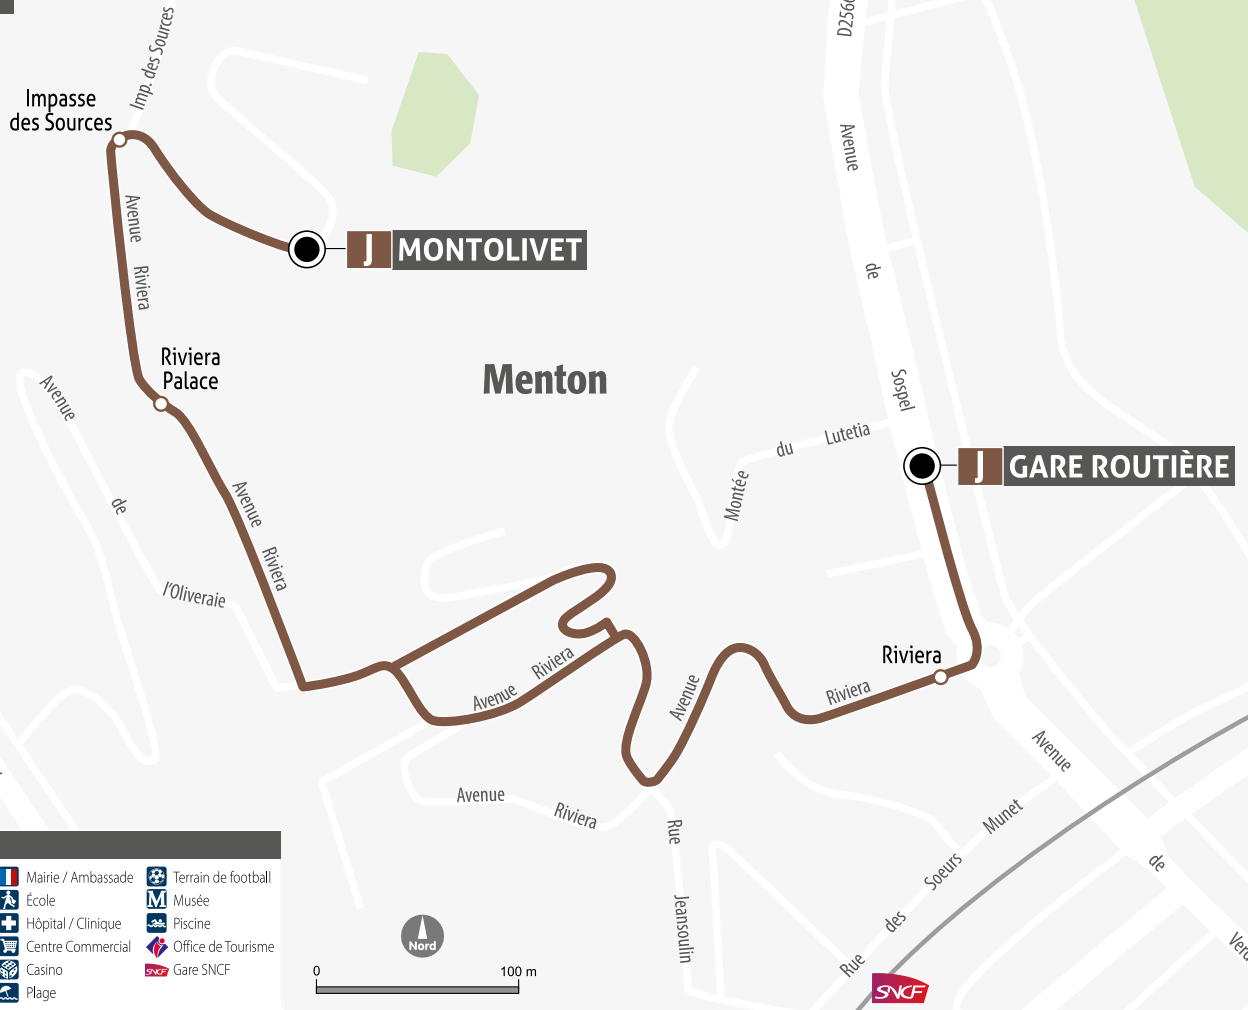 Imp. des Sources
D256
Impasse
des Sources
Avenue
Riviera
Avenue
de
Sospel
J MONTOLIVET
Riviera
Palace
Menton
Avenue
de
l'Oliveraie
Avenue
Riviera
Montée
du
Lutetia
J GARE ROUTIÈRE
Avenue
Riviera
Avenue
Riviera
Riviera
Avenue
Riviera
Avenue
de
Rue
Jeansoulin
Rue
des
Soeurs
Munet
SNCF
Mairie / Ambassade
École
Hôpital / Clinique
Centre Commercial
Casino
Plage
Terrain de football
M Musée
Piscine
Office de Tourisme
SNCF Gare SNCF
Nord
0 100 m